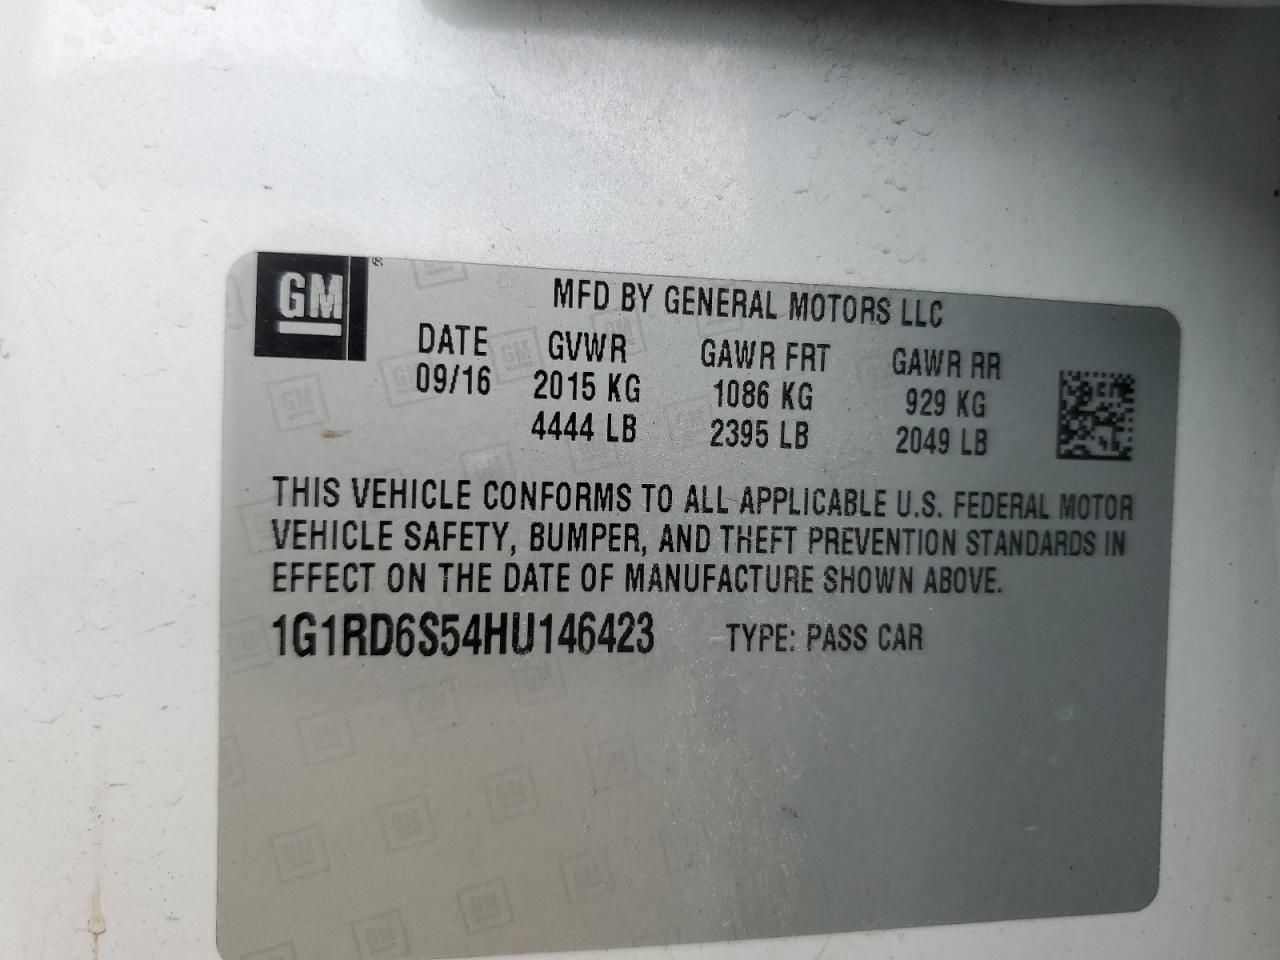 GM ®
MFD BY GENERAL MOTORS LLC
DATE GVWR GAWR FRT GAWR RR
09/16 2015 KG 1086 KG 929 KG
4444 LB 2395 LB 2049 LB
THIS VEHICLE CONFORMS TO ALL APPLICABLE U.S. FEDERAL MOTOR
VEHICLE SAFETY, BUMPER, AND THEFT PREVENTION STANDARDS IN
EFFECT ON THE DATE OF MANUFACTURE SHOWN ABOVE.
1G1RD6S54HU146423 TYPE: PASS CAR